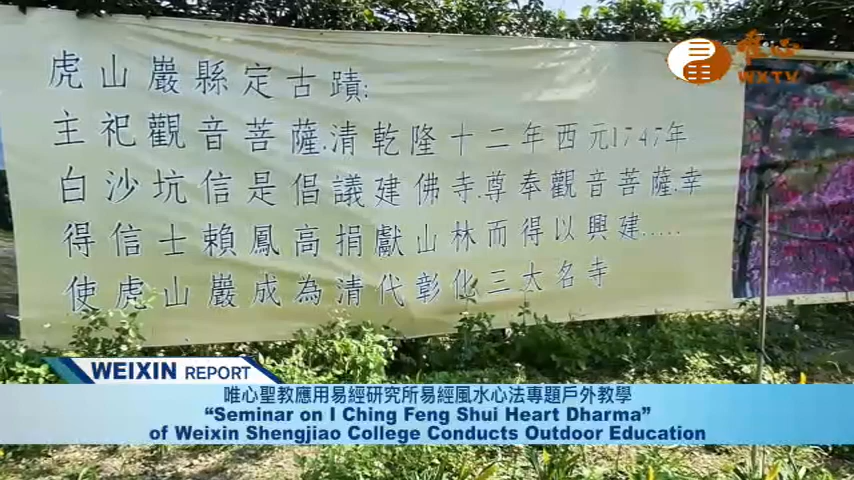 虎山巖縣定古蹟:
主祀觀音菩薩.清乾隆十二年西元1747年
白沙坑信是倡議建佛寺.尊奉觀音菩薩.幸
得信士賴鳳高捐獻山林而得以興建.....
使虎山巖成為清代彰化三大名寺
唯心
WXTV
WEIXIN REPORT
唯心聖教應用易經研究所易經風水心法專題戶外教學
“Seminar on I Ching Feng Shui Heart Dharma”
of Weixin Shengjiao College Conducts Outdoor Education